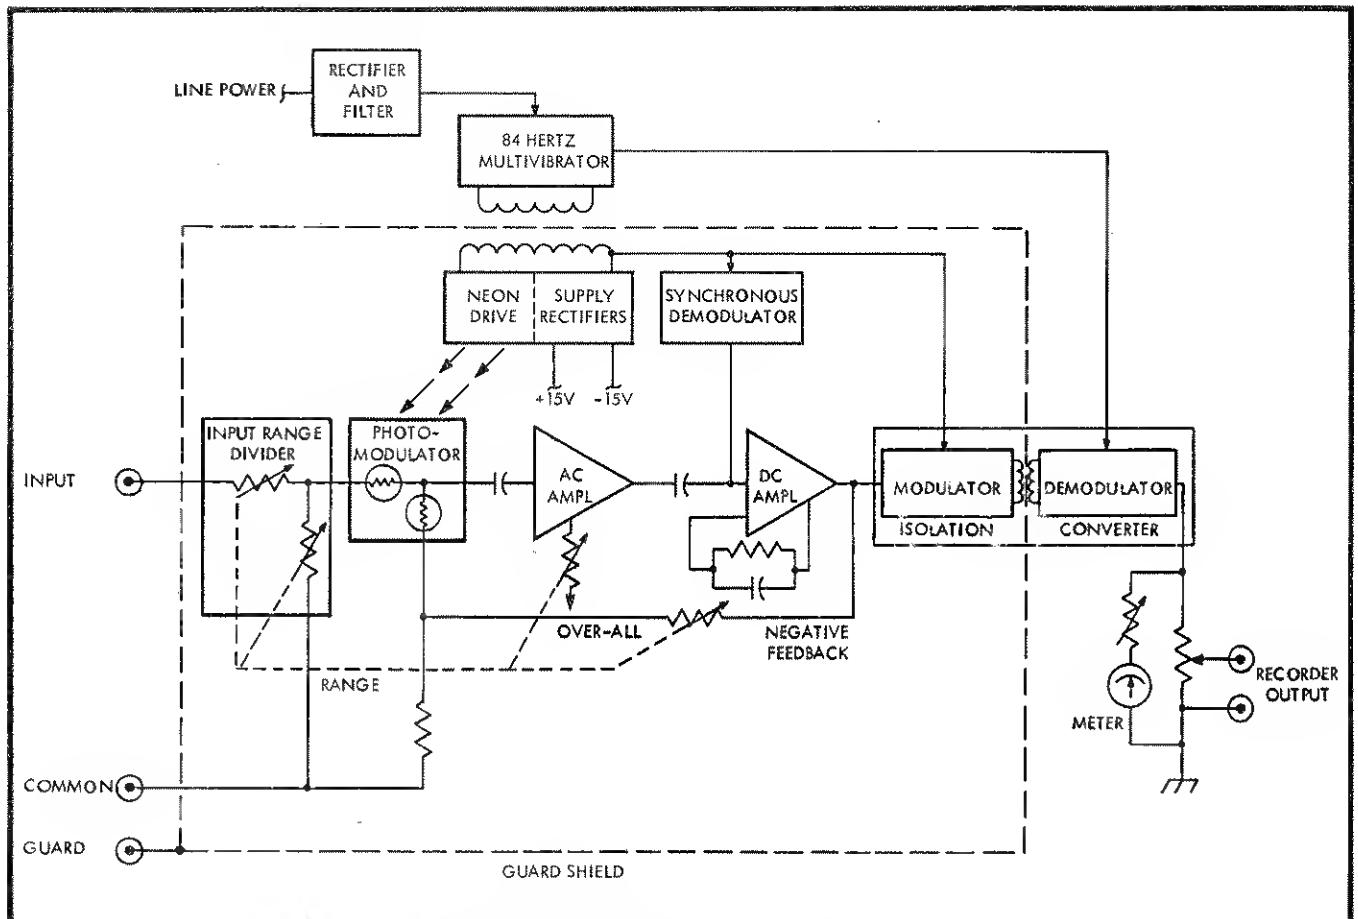 RECTIFIER
AND
FILTER
LINE POWER
84 HERTZ
MULTIVIBRATOR
NEON
DRIVE
SUPPLY
RECTIFIERS
SYNCHRONOUS
DEMODULATOR
+15V
-15V
INPUT RANGE
DIVIDER
PHOTO-
MODULATOR
INPUT
AC
AMPL
DC
AMPL
MODULATOR
DEMODULATOR
ISOLATION
CONVERTER
OVER-ALL
NEGATIVE
FEEDBACK
RANGE
METER
RECORDER
OUTPUT
COMMON
GUARD
GUARD SHIELD